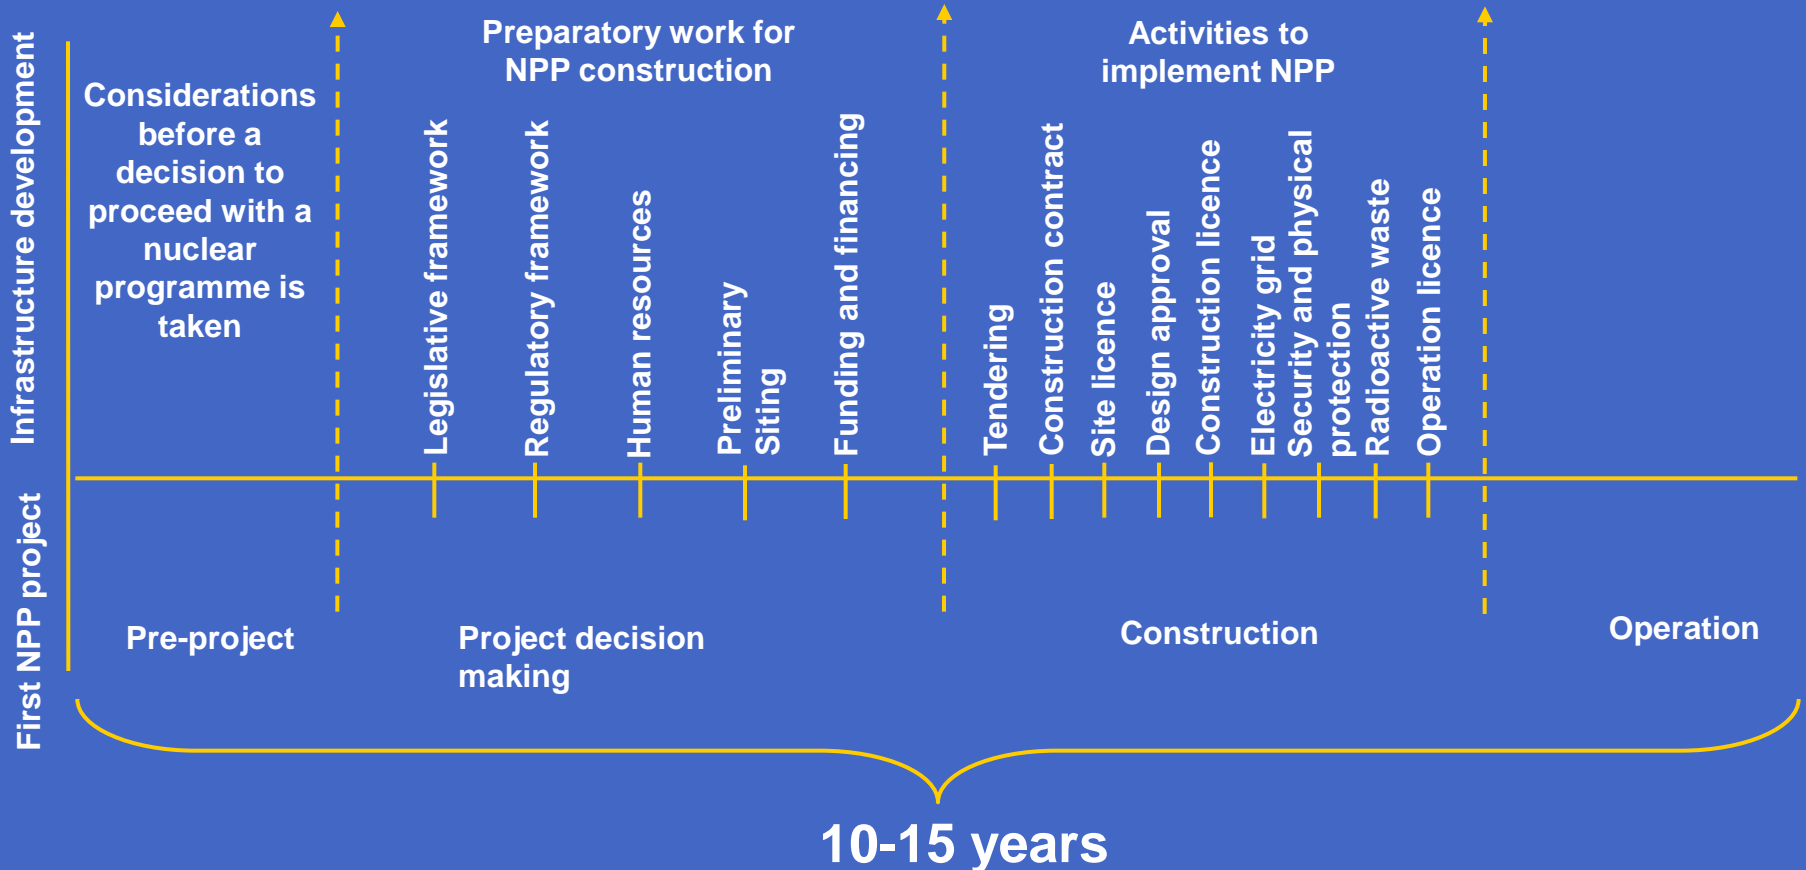 Infrastructure development
First NPP project
Considerations
before a
decision to
proceed with a
nuclear
programme is
taken
Preparatory work for
NPP construction
Legislative framework
Regulatory framework
Human resources
Preliminary
Siting
Funding and financing
Activities to
implement NPP
Tendering
Construction contract
Site licence
Design approval
Construction licence
Electricity grid
Security and physical
protection
Radioactive waste
Operation licence
Pre-project
Project decision
making
Construction
Operation
10-15 years